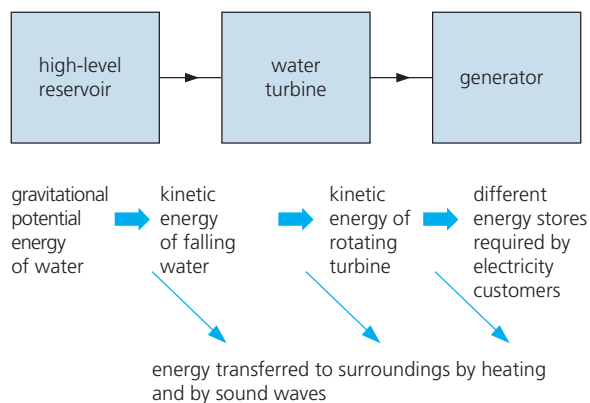 high-level
reservoir
water
turbine
generator
gravitational
potential
energy
of water
kinetic
energy
of falling
water
kinetic
energy of
rotating
turbine
different
energy stores
required by
electricity
customers
energy transferred to surroundings by heating
and by sound waves